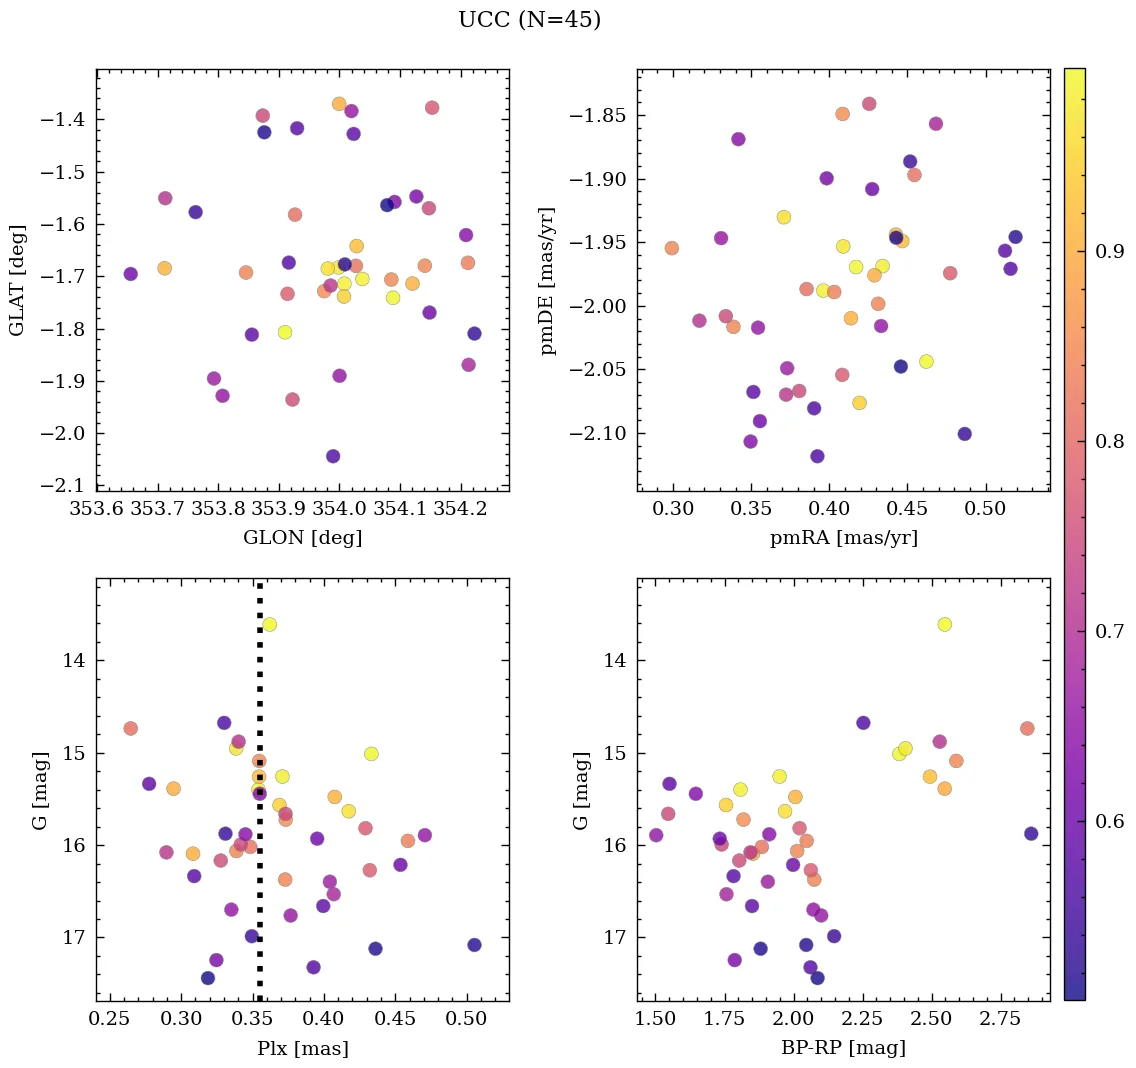 UCC (N=45)
−1.4
−1.5
−1.6
−1.7
−1.8
−1.9
−2.0
−2.1
GLAT [deg]
353.6 353.7 353.8 353.9 354.0 354.1 354.2
GLON [deg]
−1.85
−1.90
−1.95
−2.00
−2.05
−2.10
pmDE [mas/yr]
0.30 0.35 0.40 0.45 0.50
pmRA [mas/yr]
14
15
16
17
G [mag]
0.25 0.30 0.35 0.40 0.45 0.50
Plx [mas]
14
15
16
17
G [mag]
1.50 1.75 2.00 2.25 2.50 2.75
BP-RP [mag]
0.9
0.8
0.7
0.6